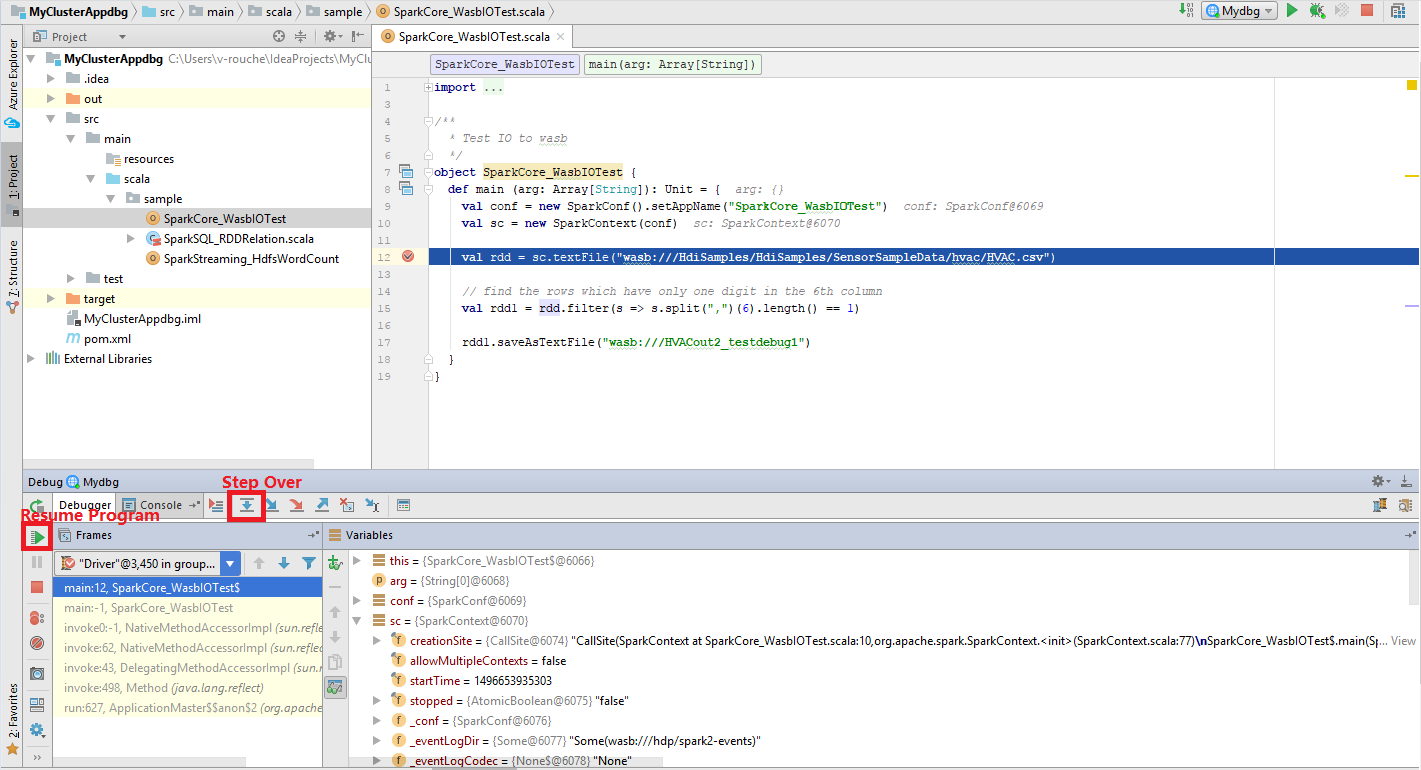 MyClusterAppdbg src main scala sample SparkCore_WasbIOTest.scala Mydbg
Azure Explorer
1: Project
7: Structure
2: Favorites
Project
MyClusterAppdbg C:\Users\v-rouche\IdeaProjects\MyCl
.idea
out
src
main
resources
scala
sample
SparkCore_WasbIOTest
SparkSQL_RDDRelation.scala
SparkStreaming_HdfsWordCount
test
target
MyClusterAppdbg.iml
pom.xml
External Libraries
SparkCore_WasbIOTest.scala
SparkCore_WasbIOTest main(arg: Array[String])
1 import ...
3
4 /**
5 * Test IO to wasb
6 */
7 object SparkCore_WasbIOTest {
8 def main (arg: Array[String]): Unit = { arg: {}
9 val conf = new SparkConf().setAppName("SparkCore_WasbIOTest") conf: SparkConf@6069
10 val sc = new SparkContext(conf) sc: SparkContext@6070
11
12 val rdd = sc.textFile("wasb:///HdiSamples/HdiSamples/SensorSampleData/hvac/HVAC.csv")
13
14 // find the rows which have only one digit in the 6th column
15 val rdd1 = rdd.filter(s => s.split(",")(6).length() == 1)
16
17 rdd1.saveAsTextFile("wasb:///HVACout2_testdebug1")
18 }
19 }
Debug Mydbg
Step Over
Debugger Console
Resume Program
Frames
Variables
"Driver"@3,450 in group...
main:12, SparkCore_WasbIOTest$
main:-1, SparkCore_WasbIOTest
invoke0:-1, NativeMethodAccessorImpl (sun.refle
invoke:62, NativeMethodAccessorImpl (sun.reflec
invoke:43, DelegatingMethodAccessorImpl (sun.r
invoke:498, Method (java.lang.reflect)
run:627, ApplicationMaster$$anon$2 (org.apache
this = {SparkCore_WasbIOTest$@6066}
arg = {String[0]@6068}
conf = {SparkConf@6069}
sc = {SparkContext@6070}
creationSite = {CallSite@6074} "CallSite(SparkContext at SparkCore_WasbIOTest.scala:10,org.apache.spark.SparkContext.<init>(SparkContext.scala:77)\nSparkCore_WasbIOTest$.main(Sp... View
allowMultipleContexts = false
startTime = 1496653935303
stopped = {AtomicBoolean@6075} "false"
_conf = {SparkConf@6076}
_eventLogDir = {Some@6077} "Some(wasb:///hdp/spark2-events)"
_eventLogCodec = {None$@6078} "None"